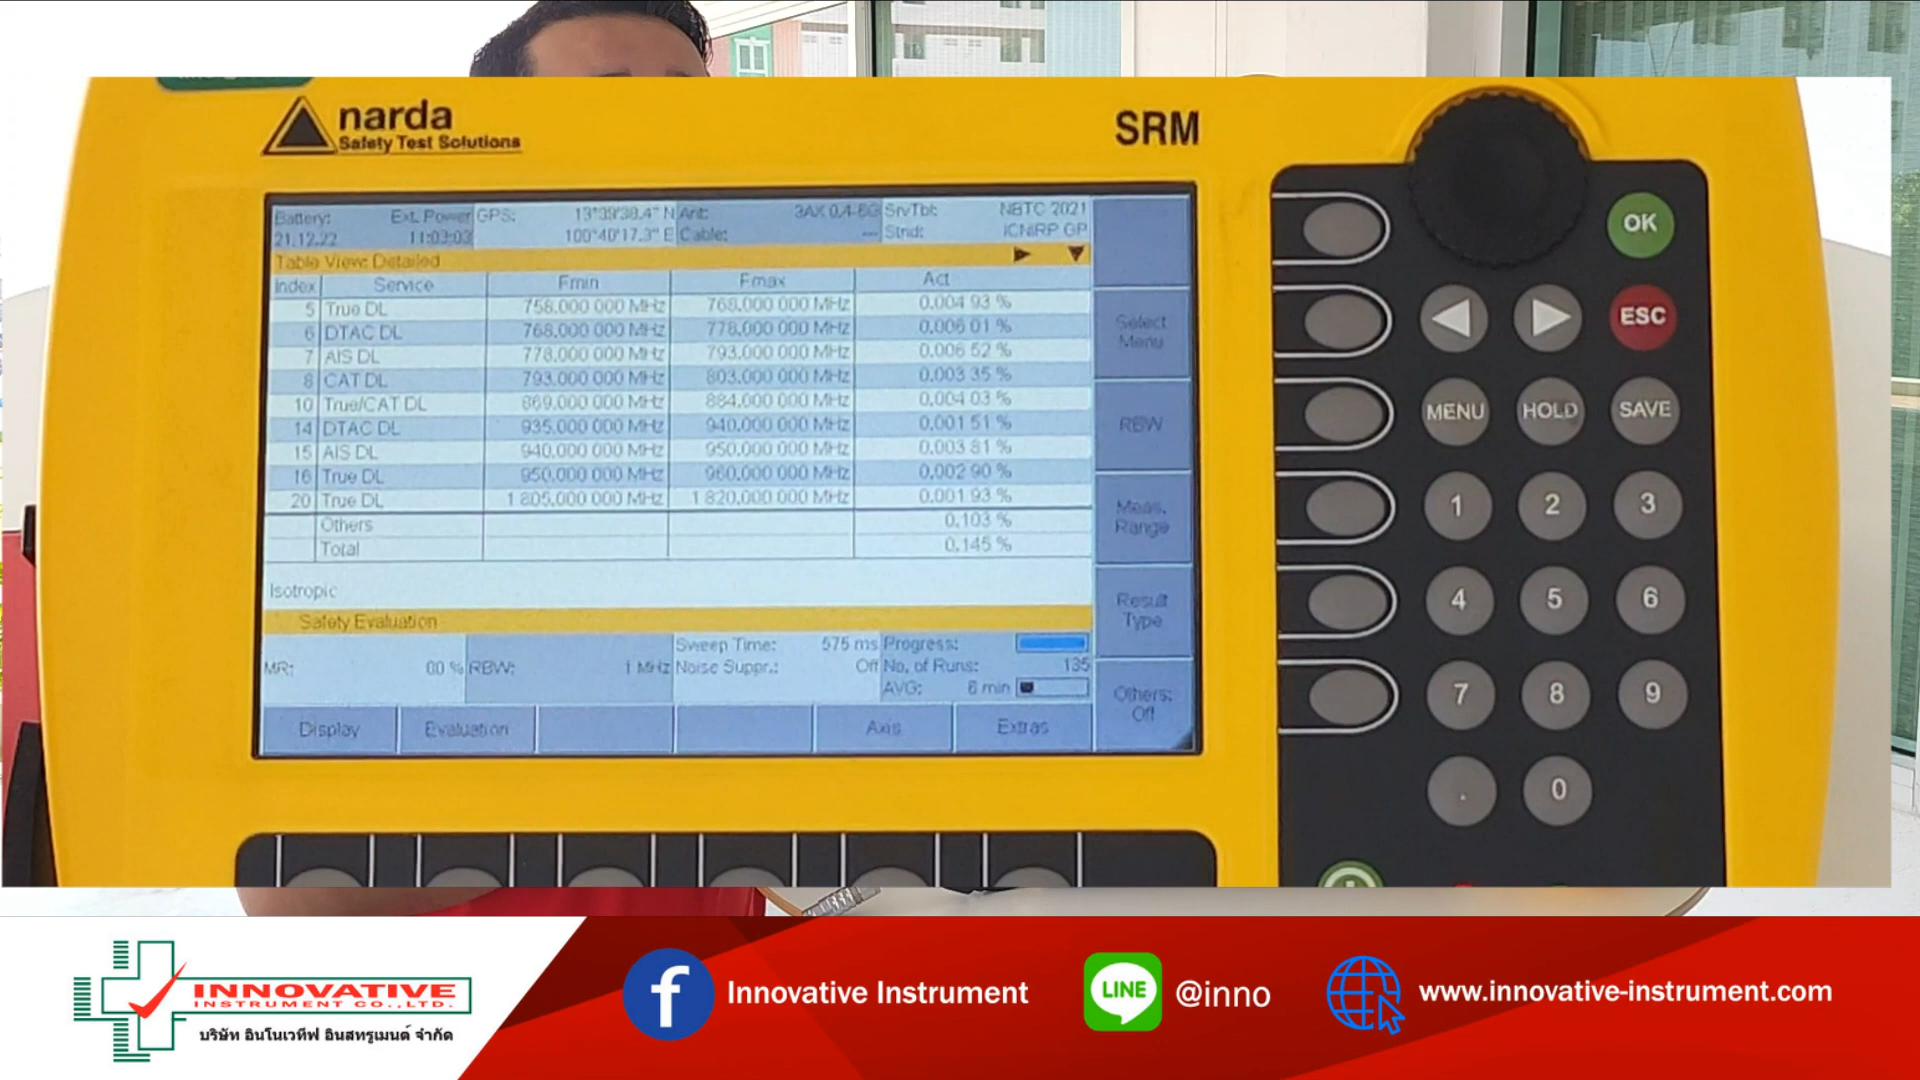 narda
Safety Test Solutions
SRM
Battery: Ext. Power GPS: 13°39'38.4" N Ant: 3AX 0.4-6G SrvTbl: NBTC 2021
21.12.22 11:03:03 100°40'17.3" E Cable: --- Stnd: ICNIRP GP
Table View: Detailed
Index Service Fmin Fmax Act
5 True DL 758.000 000 MHz 768.000 000 MHz 0.004 93 %
6 DTAC DL 768.000 000 MHz 778.000 000 MHz 0.006 01 %
7 AIS DL 778.000 000 MHz 793.000 000 MHz 0.006 52 %
8 CAT DL 793.000 000 MHz 803.000 000 MHz 0.003 35 %
10 True/CAT DL 869.000 000 MHz 884.000 000 MHz 0.004 03 %
14 DTAC DL 935.000 000 MHz 940.000 000 MHz 0.001 51 %
15 AIS DL 940.000 000 MHz 950.000 000 MHz 0.003 81 %
16 True DL 950.000 000 MHz 960.000 000 MHz 0.002 90 %
20 True DL 1 805.000 000 MHz 1 820.000 000 MHz 0.001 93 %
Others 0.103 %
Total 0.145 %
Isotropic
Safety Evaluation
Sweep Time: 575 ms Progress:
MR: % RBW: 1 MHz Noise Suppr.: Off No. of Runs: 135
AVG: 6 min
Display Evaluation Axis Extras
Select
Menu
RBW
Meas.
Range
Result
Type
Others:
Off
OK
ESC
MENU HOLD SAVE
1 2 3
4 5 6
7 8 9
. 0
INNOVATIVE
INSTRUMENT CO.,LTD.
บริษัท อินโนเวทีฟ อินสทรูเมนต์ จำกัด
f Innovative Instrument
LINE @inno
www.innovative-instrument.com